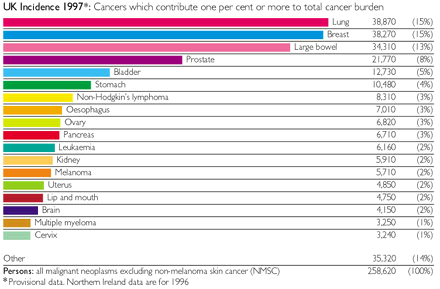 UK Incidence 1997*: Cancers which contribute one per cent or more to total cancer burden
Lung 38,870 (15%)
Breast 38,270 (15%)
Large bowel 34,310 (13%)
Prostate 21,770 (8%)
Bladder 12,730 (5%)
Stomach 10,480 (4%)
Non-Hodgkin's lymphoma 8,310 (3%)
Oesophagus 7,010 (3%)
Ovary 6,820 (3%)
Pancreas 6,710 (3%)
Leukaemia 6,160 (2%)
Kidney 5,910 (2%)
Melanoma 5,710 (2%)
Uterus 4,850 (2%)
Lip and mouth 4,750 (2%)
Brain 4,150 (2%)
Multiple myeloma 3,250 (1%)
Cervix 3,240 (1%)
Other 35,320 (14%)
Persons: all malignant neoplasms excluding non-melanoma skin cancer (NMSC) 258,620 (100%)
*Provisional data. Northern Ireland data are for 1996